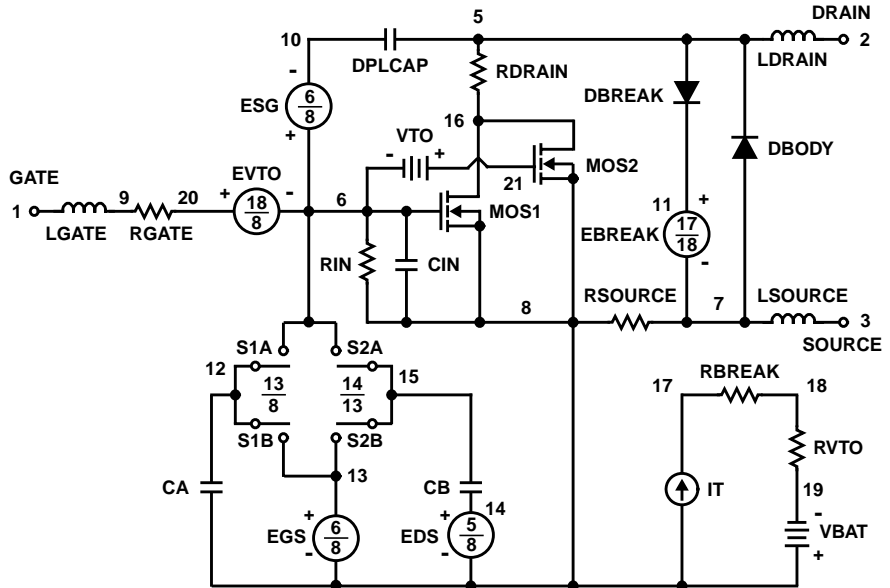 5
DRAIN
10
2
DPLCAP
LDRAIN
RDRAIN
-
DBREAK
ESG
6
8
+
16
VTO
- +
DBODY
EVTO
MOS2
GATE
21
9
20
+
-
6
11
+
1
18
8
MOS1
EBREAK
17
18
LGATE
RGATE
-
RIN
CIN
8
RSOURCE
7
LSOURCE
3
SOURCE
S1A
S2A
12
15
RBREAK
13
8
14
13
17
18
S1B
S2B
RVTO
13
CA
CB
IT
19
+
14
+
-
EGS
6
8
EDS
5
8
VBAT
-
-
+